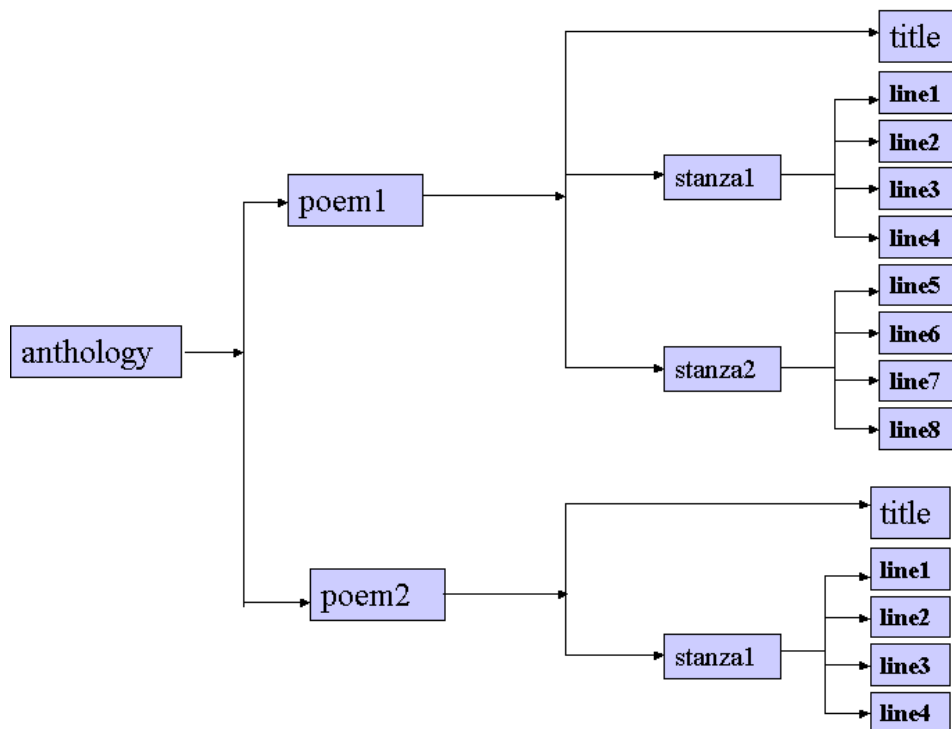 anthology
poem1
title
stanza1
line1
line2
line3
line4
stanza2
line5
line6
line7
line8
poem2
title
stanza1
line1
line2
line3
line4